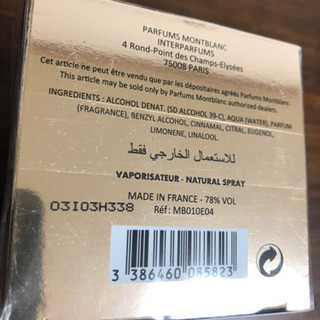 PARFUMS MONTBLANC
INTERPARFUMS
4 Rond-Point des Champs-Elysées
75008 PARIS
Cet article ne peut être vendu que par les dépositaires agréés Parfums Montblanc.
This article may only be sold by Parfums Montblanc authorized dealers.
INGREDIENTS : ALCOHOL DENAT. (SD ALCOHOL 39-C), AQUA (WATER), PARFUM
(FRAGRANCE), BENZYL ALCOHOL, CINNAMAL, CITRAL, EUGENOL,
LIMONENE, LINALOOL.
للاستعمال الخارجي فقط
VAPORISATEUR · NATURAL SPRAY
MADE IN FRANCE - 78% VOL
03I03H338
Réf : MB010E04
3 386460 085823